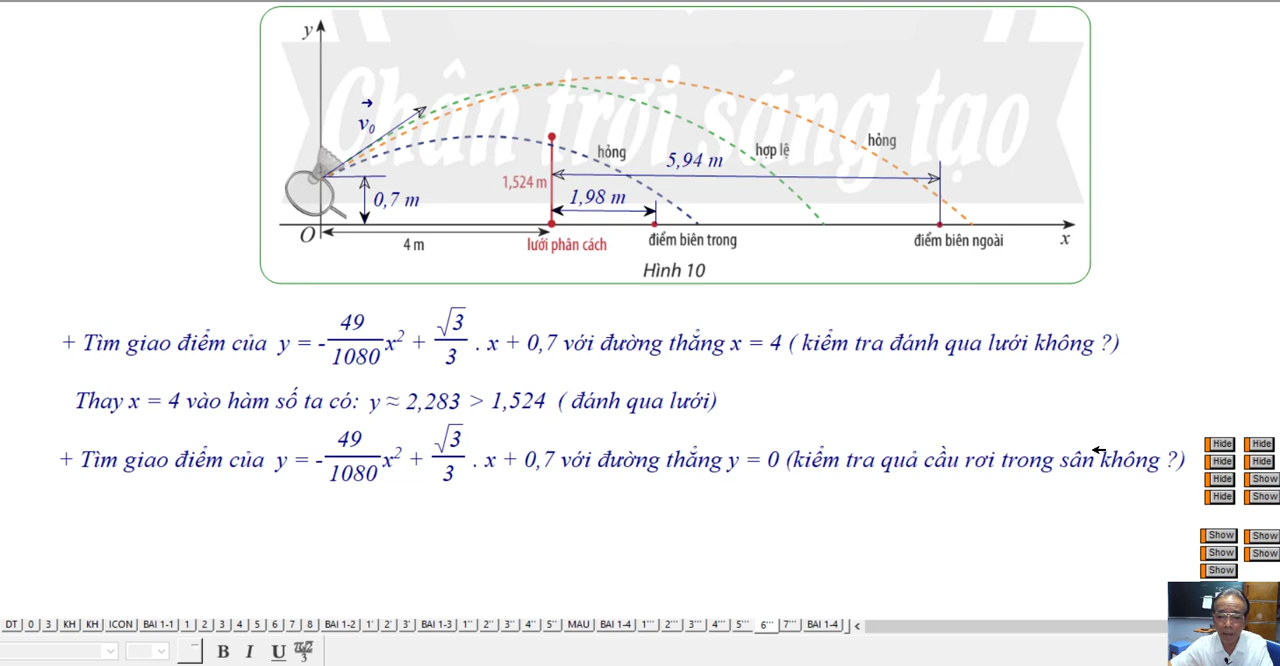 Chân trời sáng tạo
y
v₀
hỏng
5,94 m
hợp lệ
hỏng
1,524 m
1,98 m
0,7 m
O
4 m
lưới phân cách
điểm biên trong
điểm biên ngoài
x
Hình 10
+ Tìm giao điểm của y = -49/1080 x² + √3/3 . x + 0,7 với đường thẳng x = 4 ( kiểm tra đánh qua lưới không ?)
Thay x = 4 vào hàm số ta có: y ≈ 2,283 > 1,524 ( đánh qua lưới)
+ Tìm giao điểm của y = -49/1080 x² + √3/3 . x + 0,7 với đường thẳng y = 0 (kiểm tra quả cầu rơi trong sân không ?)
Hide Hide
Hide Hide
Hide Show
Hide Show
Show Show
Show Show
Show
DT 0 3 KH KH ICON BAI 1-1 1 2 3 4 5 6 7 8 BAI 1-2 1' 2' 3' BAI 1-3 1'' 2'' 3'' 4'' 5'' MAU BAI 1-4 1''' 2''' 3''' 4''' 5''' 6''' 7''' BAI 1-4
B I U